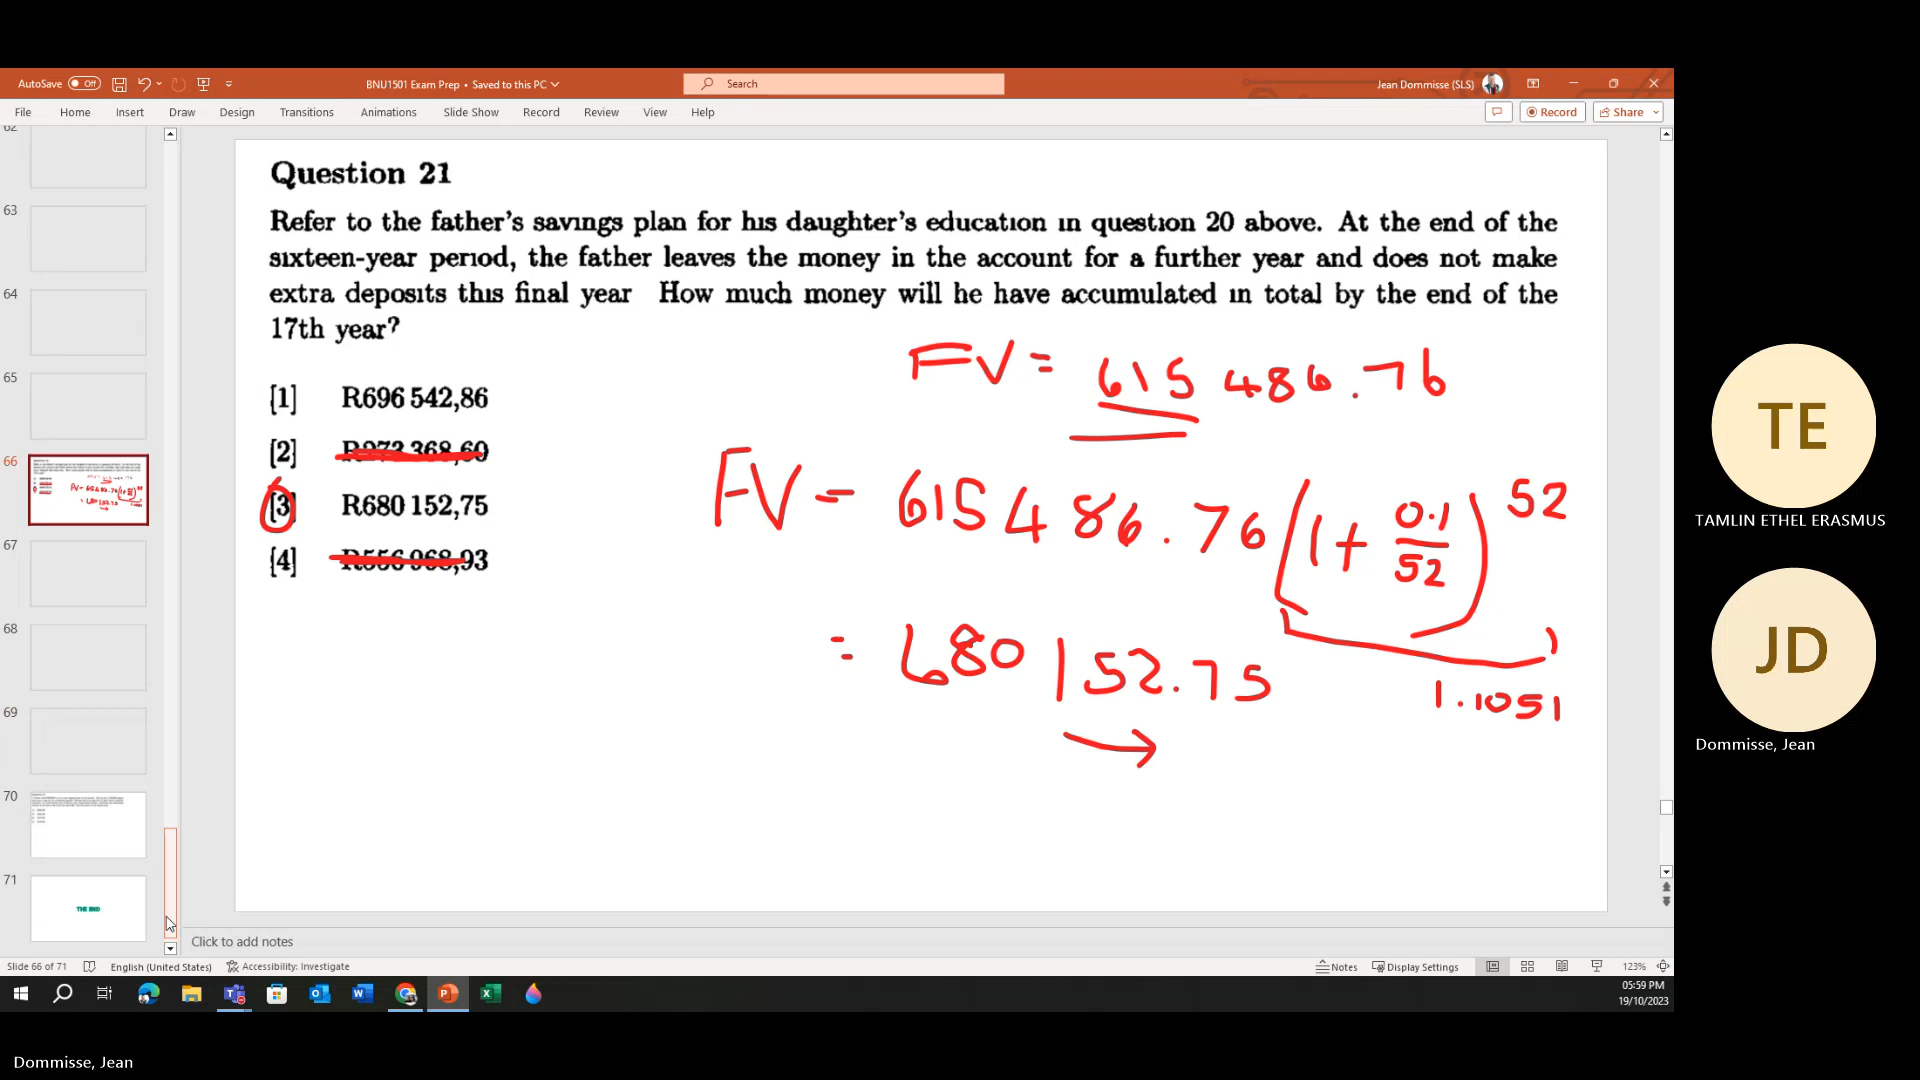 AutoSave Off
BNU1501 Exam Prep • Saved to this PC
Search
Jean Dommisse (SLS)
File Home Insert Draw Design Transitions Animations Slide Show Record Review View Help
Record Share
62
63
64
65
66
67
68
69
70
71
THE END
Question 21
Refer to the father's savings plan for his daughter's education in question 20 above. At the end of the
sixteen-year period, the father leaves the money in the account for a further year and does not make
extra deposits this final year How much money will he have accumulated in total by the end of the
17th year?
[1] R696 542,86
[2] R273 368,60
[3] R680 152,75
[4] R556 968,93
FV = 615 486.76
FV = 615 486.76 (1 + 0.1/52)^52
= 680 152.75
1.1051
Click to add notes
Slide 66 of 71 English (United States) Accessibility: Investigate
Notes Display Settings 123%
05:59 PM
19/10/2023
TE
TAMLIN ETHEL ERASMUS
JD
Dommisse, Jean
Dommisse, Jean